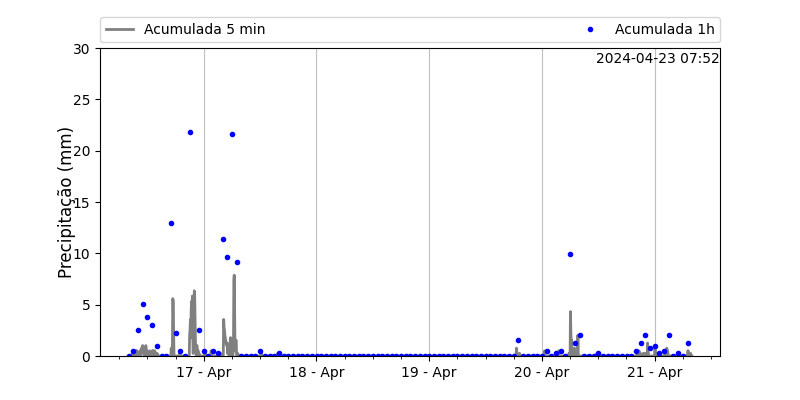 Acumulada 5 min
Acumulada 1h
2024-04-23 07:52
Precipitação (mm)
30
25
20
15
10
5
0
17 - Apr
18 - Apr
19 - Apr
20 - Apr
21 - Apr